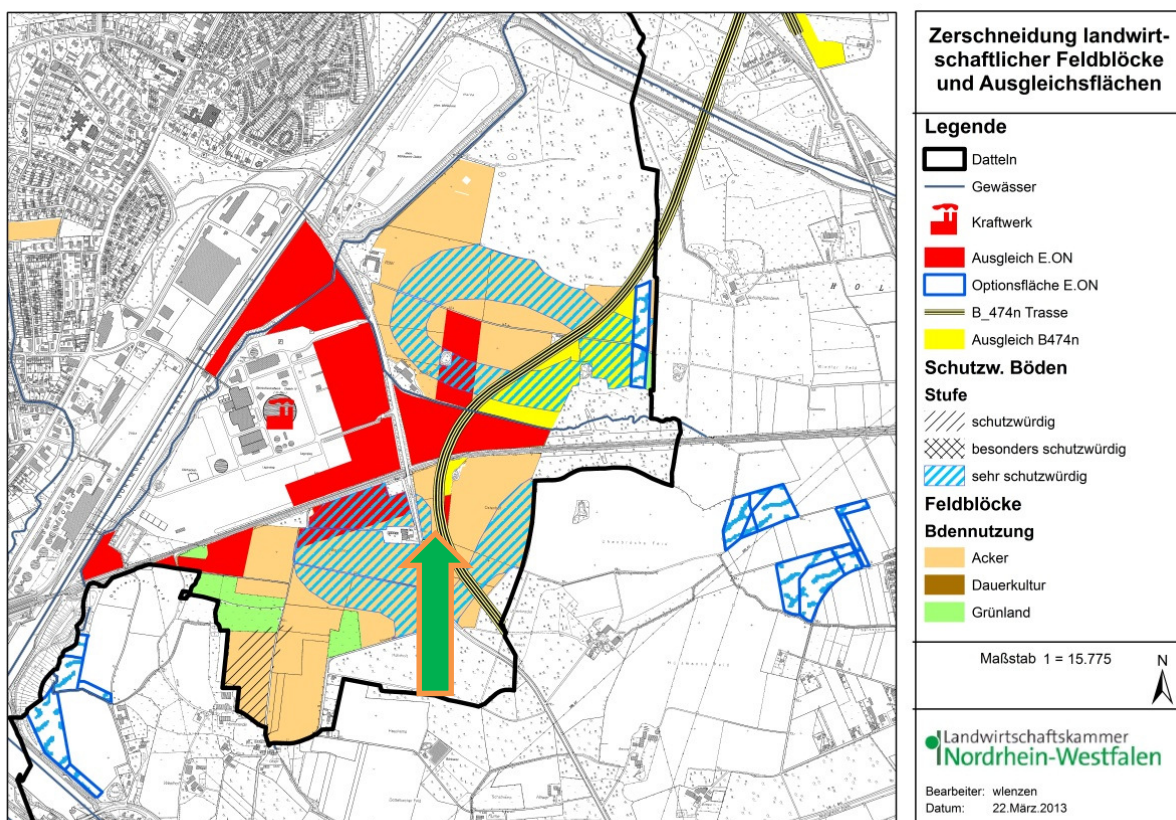 Zerschneidung landwirt-
schaftlicher Feldblöcke
und Ausgleichsflächen
Legende
Datteln
Gewässer
Kraftwerk
Ausgleich E.ON
Optionsfläche E.ON
B_474n Trasse
Ausgleich B474n
Schutzw. Böden
Stufe
schutzwürdig
besonders schutzwürdig
sehr schutzwürdig
Feldblöcke
Bdennutzung
Acker
Dauerkultur
Grünland
Maßstab 1 = 15.775
N
Landwirtschaftskammer
Nordrhein-Westfalen
Bearbeiter: wlenzen
Datum: 22.März.2013